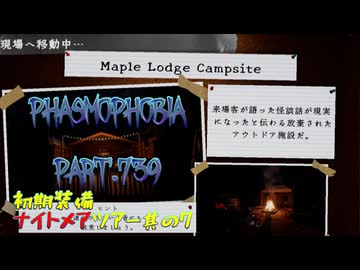 現場へ移動中…
Maple Lodge Campsite
PHASMOPHOBIA
PART.739
来場客が語った怪談話が現実
になったと伝わる放棄された
アウトドア施設だ。
ヒント
初期装備
ナイトメアツアー其の7